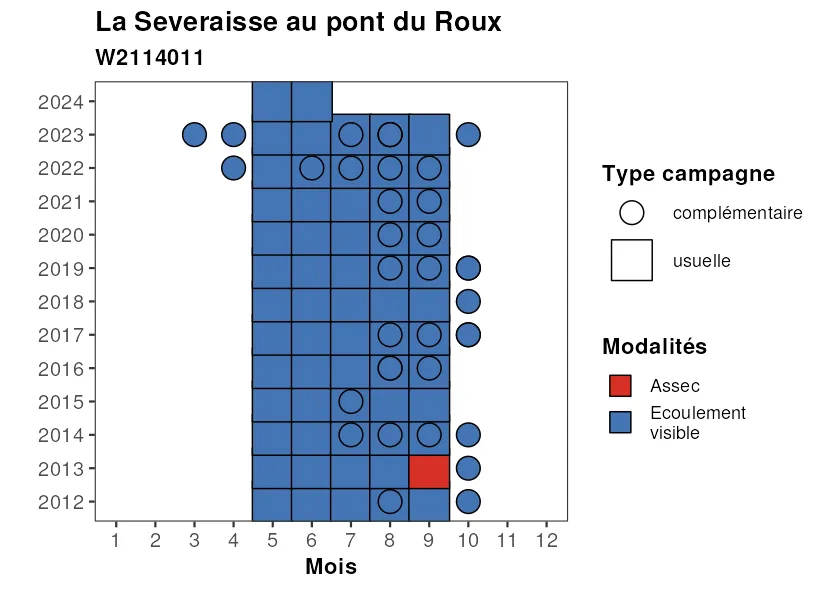 La Severaisse au pont du Roux
W2114011
2024
2023
2022
2021
2020
2019
2018
2017
2016
2015
2014
2013
2012
1 2 3 4 5 6 7 8 9 10 11 12
Mois
Type campagne
complémentaire
usuelle
Modalités
Assec
Ecoulement
visible